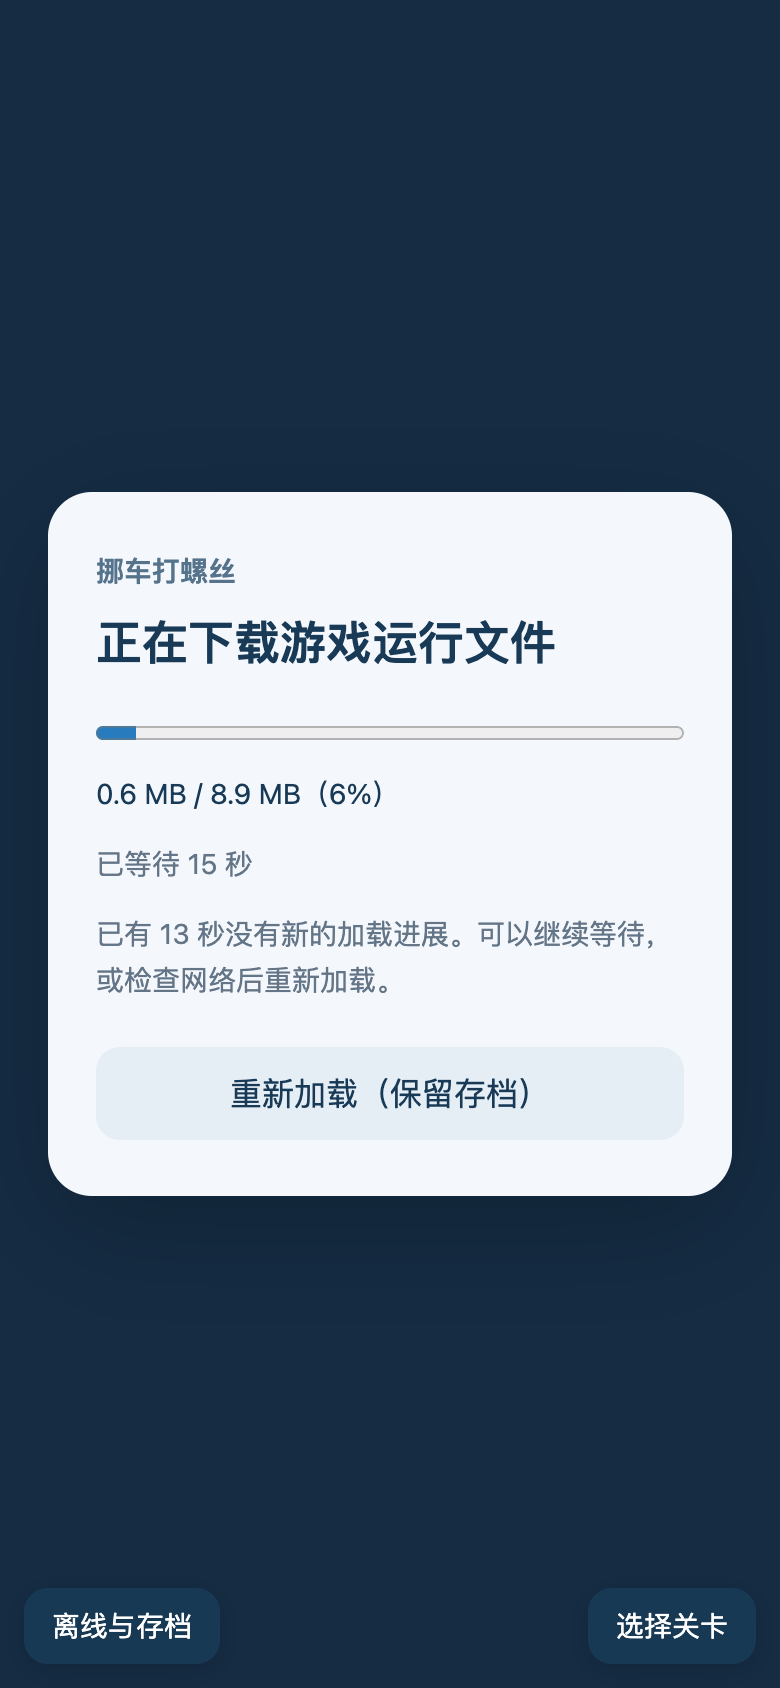 挪车打螺丝
正在下载游戏运行文件
0.6 MB / 8.9 MB（6%）
已等待 15 秒
已有 13 秒没有新的加载进展。可以继续等待，
或检查网络后重新加载。
重新加载（保留存档）
离线与存档
选择关卡